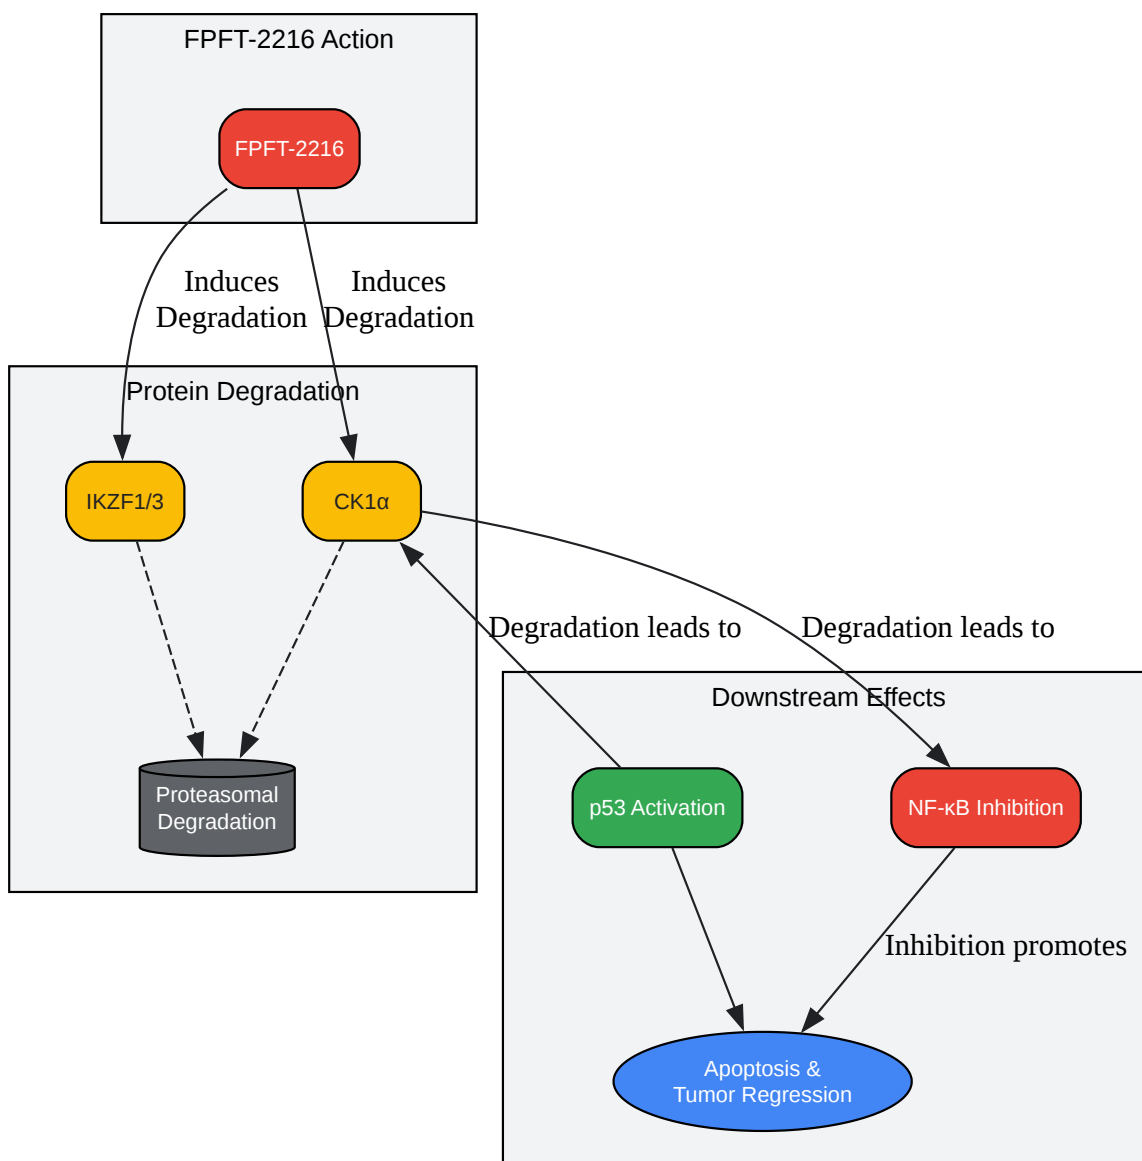 FPFT-2216 Action
FPFT-2216
Induces
Degradation
Induces
Degradation
Protein Degradation
IKZF1/3
CK1α
Degradation leads to
Degradation leads to
Downstream Effects
Proteasomal
Degradation
p53 Activation
NF-κB Inhibition
Inhibition promotes
Apoptosis &
Tumor Regression